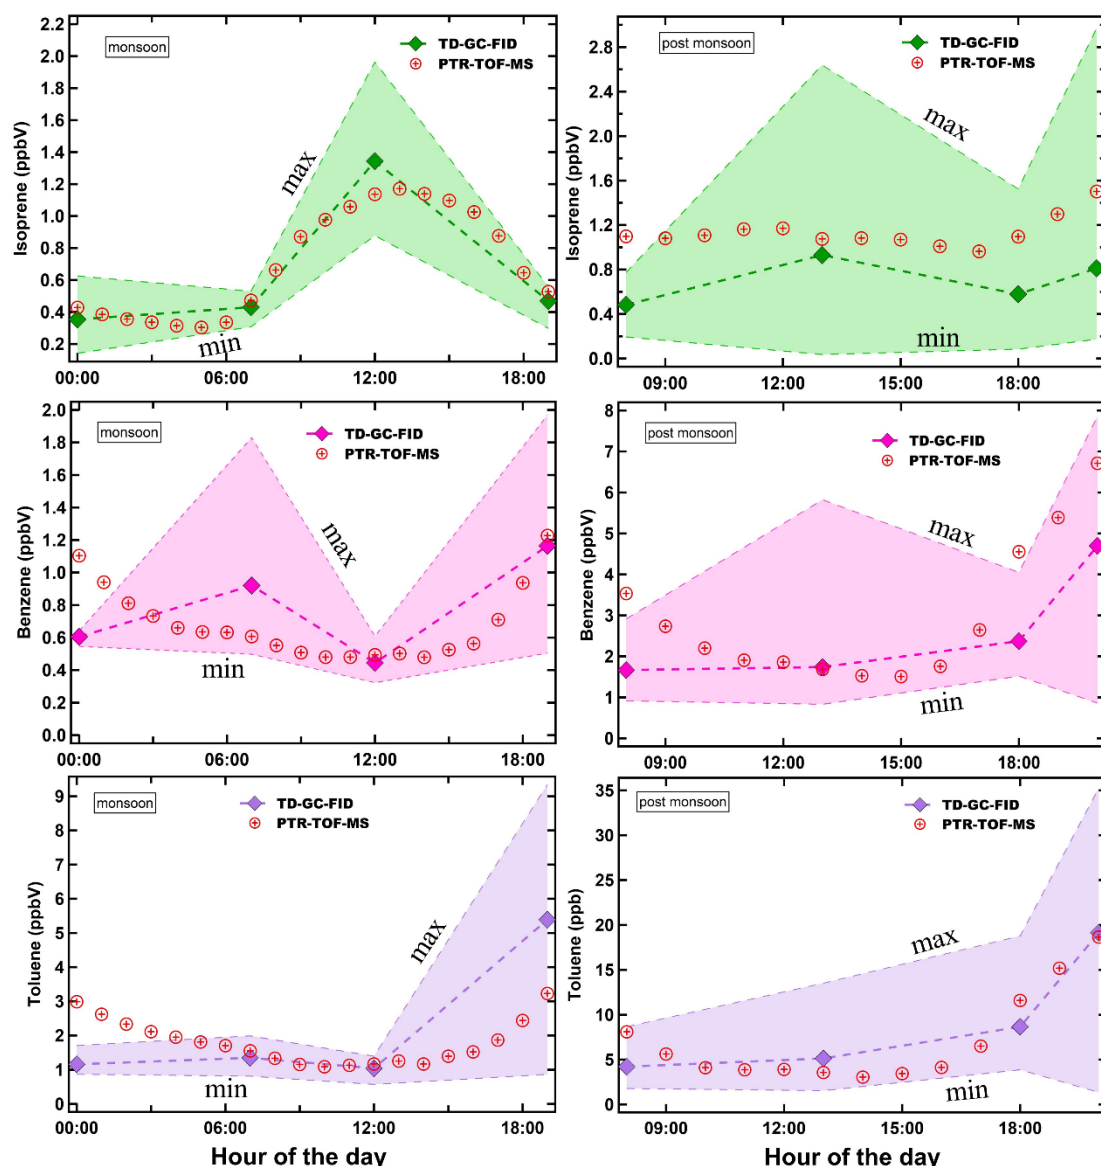 monsoon
TD-GC-FID
PTR-TOF-MS
max
min
Isoprene (ppbV)
2.2
2.0
1.8
1.6
1.4
1.2
1.0
0.8
0.6
0.4
0.2
00:00 06:00 12:00 18:00
post monsoon
TD-GC-FID
PTR-TOF-MS
max
min
Isoprene (ppbV)
2.8
2.4
2.0
1.6
1.2
0.8
0.4
0.0
09:00 12:00 15:00 18:00
monsoon
TD-GC-FID
PTR-TOF-MS
max
min
Benzene (ppbV)
2.0
1.8
1.6
1.4
1.2
1.0
0.8
0.6
0.4
0.2
0.0
00:00 06:00 12:00 18:00
post monsoon
TD-GC-FID
PTR-TOF-MS
max
min
Benzene (ppbV)
8
7
6
5
4
3
2
1
0
09:00 12:00 15:00 18:00
monsoon
TD-GC-FID
PTR-TOF-MS
max
min
Toluene (ppbV)
9
8
7
6
5
4
3
2
1
0
00:00 06:00 12:00 18:00
Hour of the day
post monsoon
TD-GC-FID
PTR-TOF-MS
max
min
Toluene (ppb)
35
30
25
20
15
10
5
0
09:00 12:00 15:00 18:00
Hour of the day